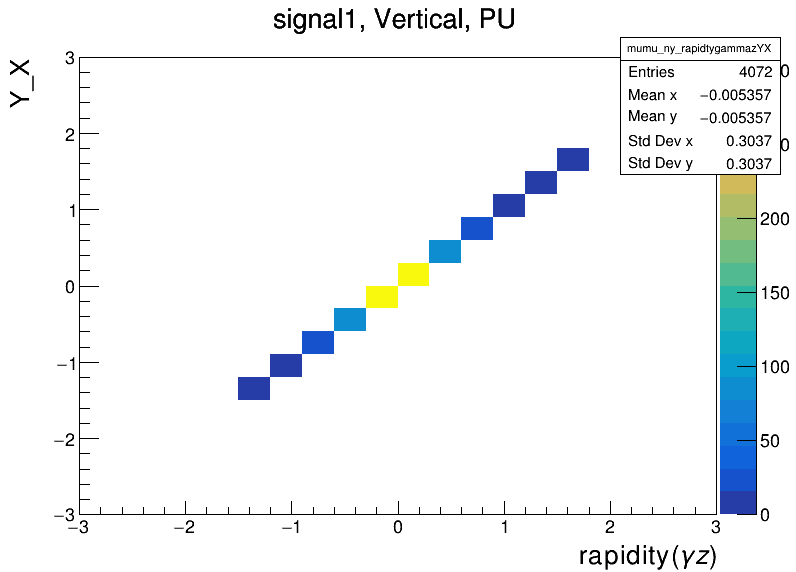 signal1, Vertical, PU
mumu_ny_rapidtygammazYX
Entries 4072
Mean x −0.005357
Mean y −0.005357
Std Dev x 0.3037
Std Dev y 0.3037
Y_X
3
2
1
0
−1
−2
−3
−3 −2 −1 0 1 2 3
rapidity(γz)
0
0
200
150
100
50
0